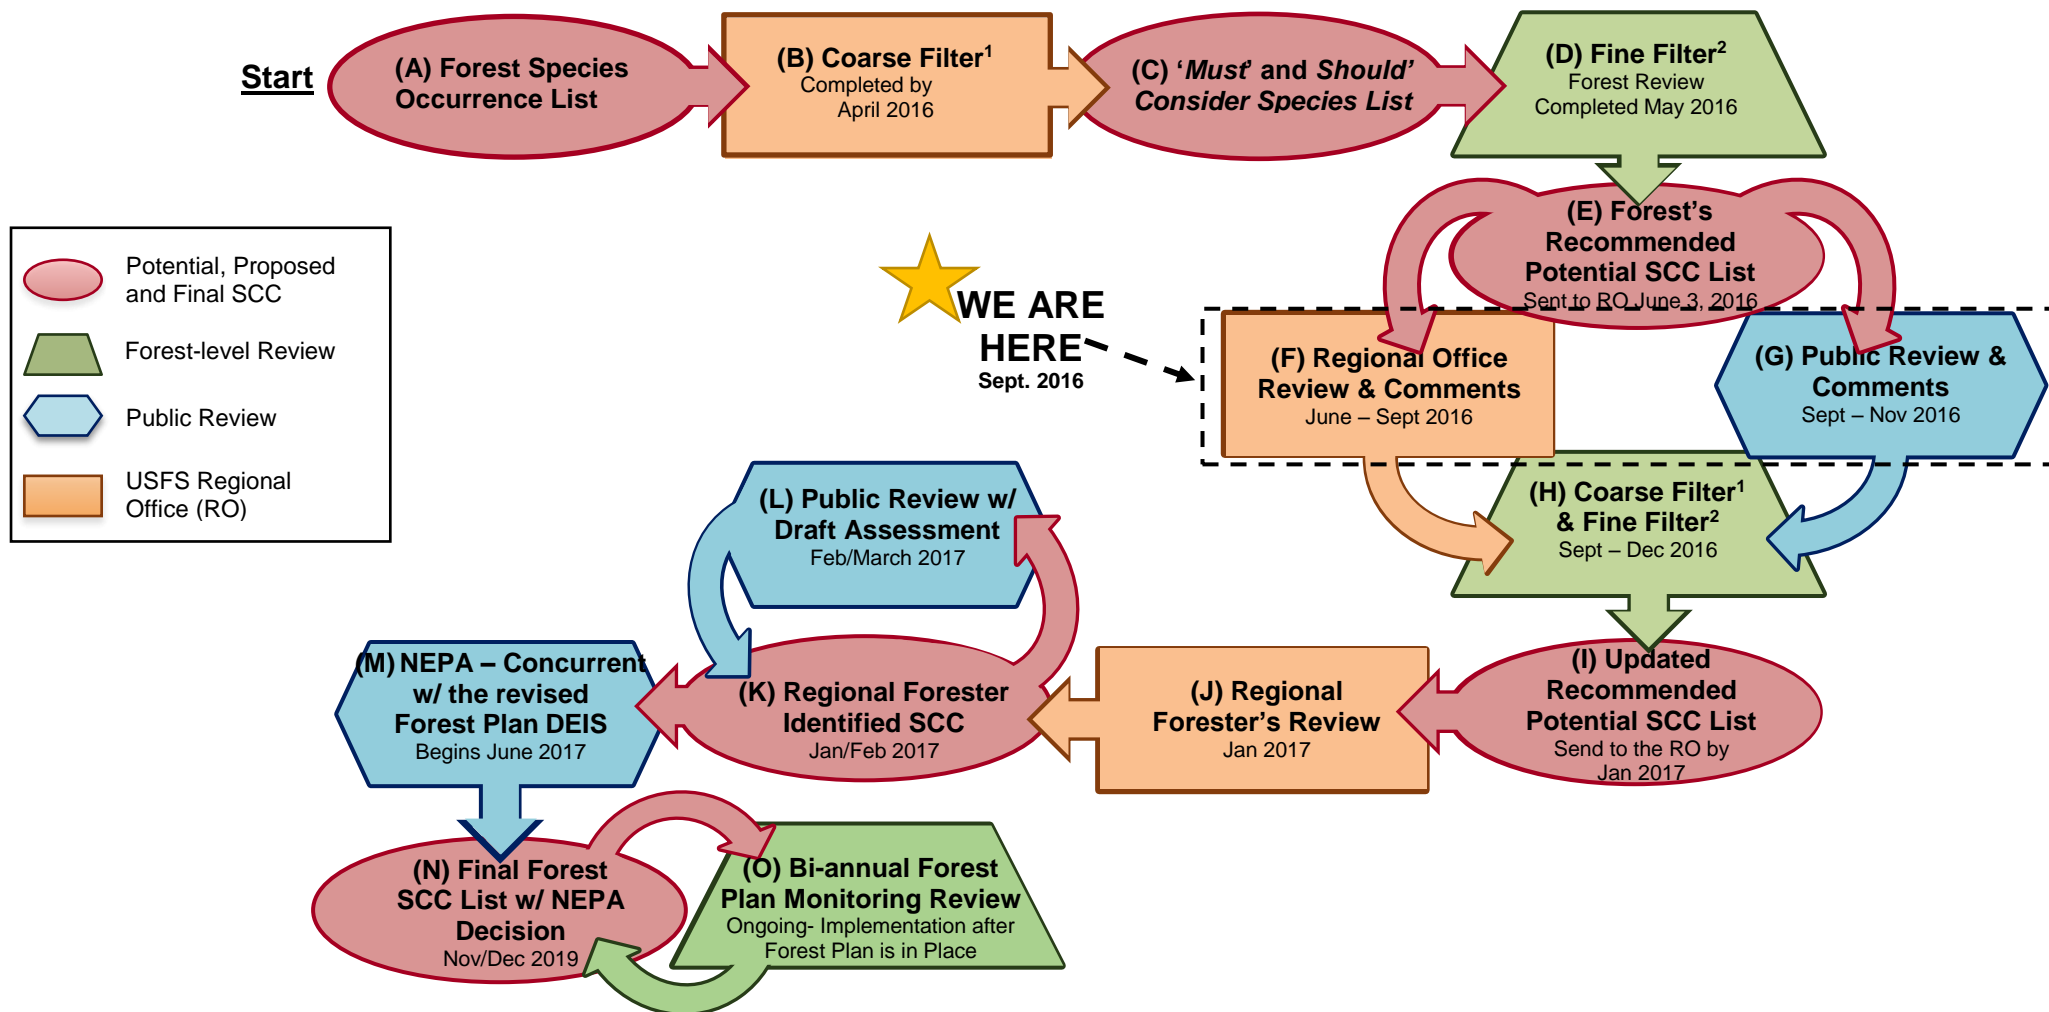 Start
(A) Forest Species
Occurrence List
(B) Coarse Filter¹
Completed by
April 2016
(C) ‘Must’ and Should’
Consider Species List
(D) Fine Filter²
Forest Review
Completed May 2016
(E) Forest’s
Recommended
Potential SCC List
Sent to RO June 3, 2016
Potential, Proposed
and Final SCC
Forest-level Review
Public Review
USFS Regional
Office (RO)
WE ARE
HERE
Sept. 2016
(F) Regional Office
Review & Comments
June – Sept 2016
(G) Public Review &
Comments
Sept – Nov 2016
(H) Coarse Filter¹
& Fine Filter²
Sept – Dec 2016
(I) Updated
Recommended
Potential SCC List
Send to the RO by
Jan 2017
(J) Regional
Forester’s Review
Jan 2017
(K) Regional Forester
Identified SCC
Jan/Feb 2017
(L) Public Review w/
Draft Assessment
Feb/March 2017
(M) NEPA – Concurrent
w/ the revised
Forest Plan DEIS
Begins June 2017
(N) Final Forest
SCC List w/ NEPA
Decision
Nov/Dec 2019
(O) Bi-annual Forest
Plan Monitoring Review
Ongoing- Implementation after
Forest Plan is in Place